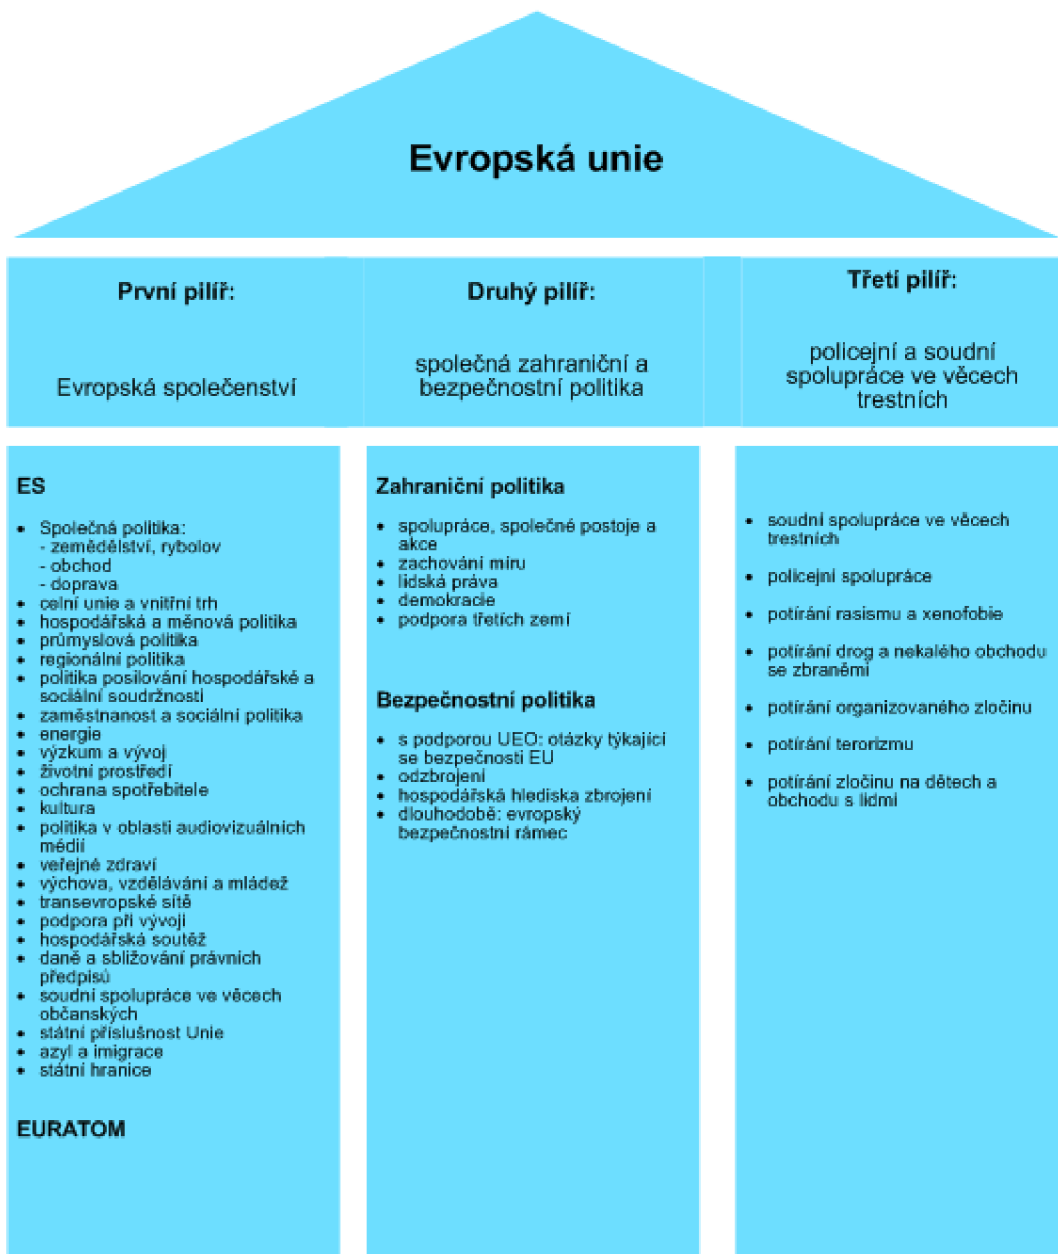 Evropská unie
První pilíř:
Evropská společenství
Druhý pilíř:
společná zahraniční a
bezpečnostní politika
Třetí pilíř:
policejní a soudní
spolupráce ve věcech
trestních
ES
• Společná politika:
- zemědělství, rybolov
- obchod
- doprava
• celní unie a vnitřní trh
• hospodářská a měnová politika
• průmyslová politika
• regionální politika
• politika posilování hospodářské a
sociální soudržnosti
• zaměstnanost a sociální politika
• energie
• výzkum a vývoj
• životní prostředí
• ochrana spotřebitele
• kultura
• politika v oblasti audiovizuálních
médií
• veřejné zdraví
• výchova, vzdělávání a mládež
• transevropské sítě
• podpora při vývoji
• hospodářská soutěž
• daně a sbližování právních
předpisů
• soudní spolupráce ve věcech
občanských
• státní příslušnost Unie
• azyl a imigrace
• státní hranice
EURATOM
Zahraniční politika
• spolupráce, společné postoje a
akce
• zachování míru
• lidská práva
• demokracie
• podpora třetích zemí
Bezpečnostní politika
• s podporou UEO: otázky týkající
se bezpečnosti EU
• odzbrojení
• hospodářská hlediska zbrojení
• dlouhodobě: evropský
bezpečnostní rámec
• soudní spolupráce ve věcech
trestních
• policejní spolupráce
• potírání rasismu a xenofobie
• potírání drog a nekalého obchodu
se zbraněmi
• potírání organizovaného zločinu
• potírání terorizmu
• potírání zločinu na dětech a
obchodu s lidmi